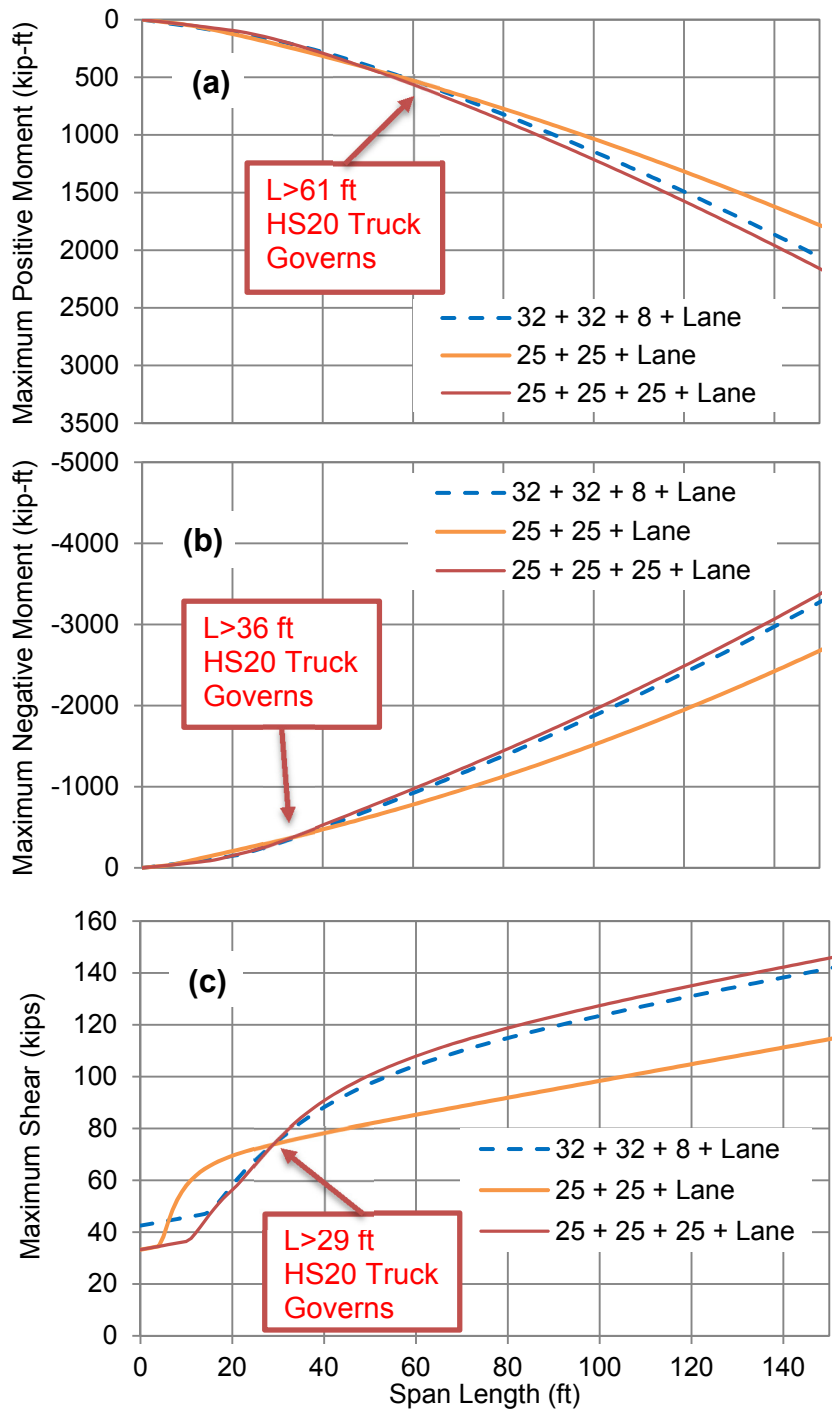 0
500
1000
1500
2000
2500
3000
3500
Maximum Positive Moment (kip-ft)
(a)
L>61 ft
HS20 Truck
Governs
32 + 32 + 8 + Lane
25 + 25 + Lane
25 + 25 + 25 + Lane
-5000
-4000
-3000
-2000
-1000
0
Maximum Negative Moment (kip-ft)
(b)
32 + 32 + 8 + Lane
25 + 25 + Lane
25 + 25 + 25 + Lane
L>36 ft
HS20 Truck
Governs
160
140
120
100
80
60
40
20
0
Maximum Shear (kips)
(c)
32 + 32 + 8 + Lane
25 + 25 + Lane
25 + 25 + 25 + Lane
L>29 ft
HS20 Truck
Governs
0 20 40 60 80 100 120 140
Span Length (ft)